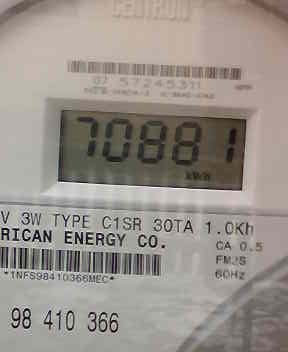 CENTRON
07 57245311
70881
kWh
V 3W TYPE C1SR 30TA 1.0Kh
RICAN ENERGY CO.
CA 0.5
FM2S
60Hz
*1NFS98410366MEC*
98 410 366